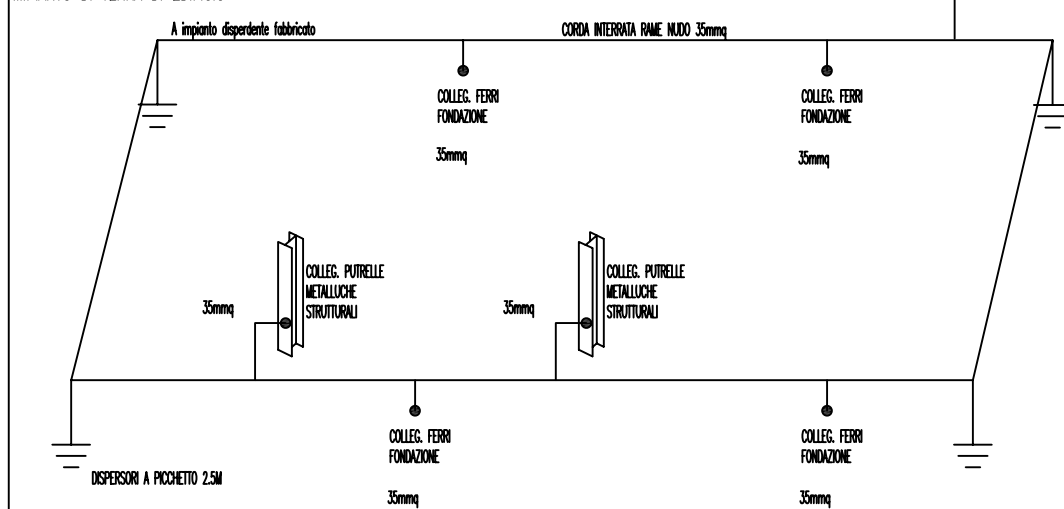 A impianto disperdente fabbricato
CORDA INTERRATA RAME NUDO 35mmq
COLLEG. FERRI
FONDAZIONE
35mmq
COLLEG. FERRI
FONDAZIONE
35mmq
COLLEG. PUTRELLE
METALLUCHE
STRUTTURALI
35mmq
COLLEG. PUTRELLE
METALLUCHE
STRUTTURALI
35mmq
COLLEG. FERRI
FONDAZIONE
35mmq
COLLEG. FERRI
FONDAZIONE
35mmq
DISPERSORI A PICCHETTO 2.5M